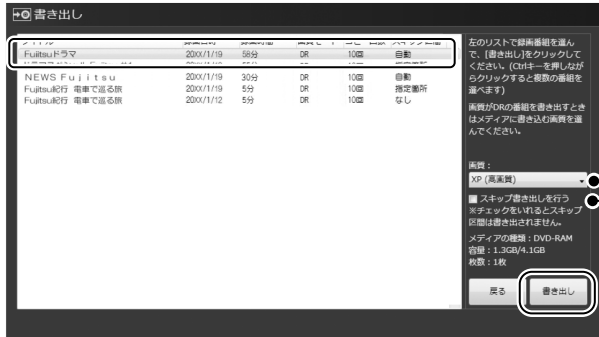 書き出し
Fujitsuドラマ 20XX/1/19 58分 DR 10回 自動
NEWS Fujitsu 20XX/1/19 30分 DR 10回 自動
Fujitsu紀行 電車で巡る旅 20XX/1/19 5分 DR 10回 指定箇所
Fujitsu紀行 電車で巡る旅 20XX/1/12 5分 DR 10回 なし
左のリストで録画番組を選ん
で、[書き出し]をクリックして
ください。(Ctrlキーを押しなが
らクリックすると複数の番組を
選べます)
画質がDRの番組を書き出すとき
はメディアに書き込む画質を選
んでください。
画質:
XP (高画質)
スキップ書き出しを行う
※チェックをいれるとスキップ
区間は書き出されません。
メディアの種類:DVD-RAM
容量:1.3GB/4.1GB
枚数:1枚
戻る 書き出し